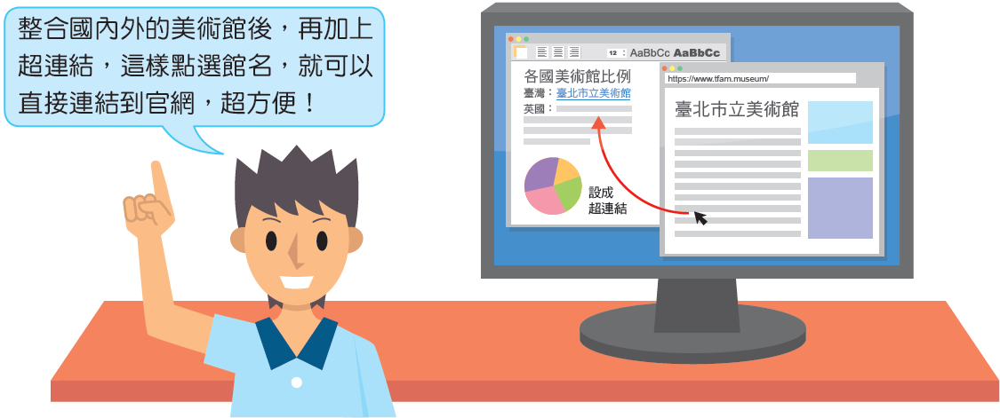 整合國內外的美術館後，再加上
超連結，這樣點選館名，就可以
直接連結到官網，超方便！
12 : AaBbCc AaBbCc
各國美術館比例
臺灣：臺北市立美術館
英國：
設成
超連結
https://www.tfam.museum/
臺北市立美術館